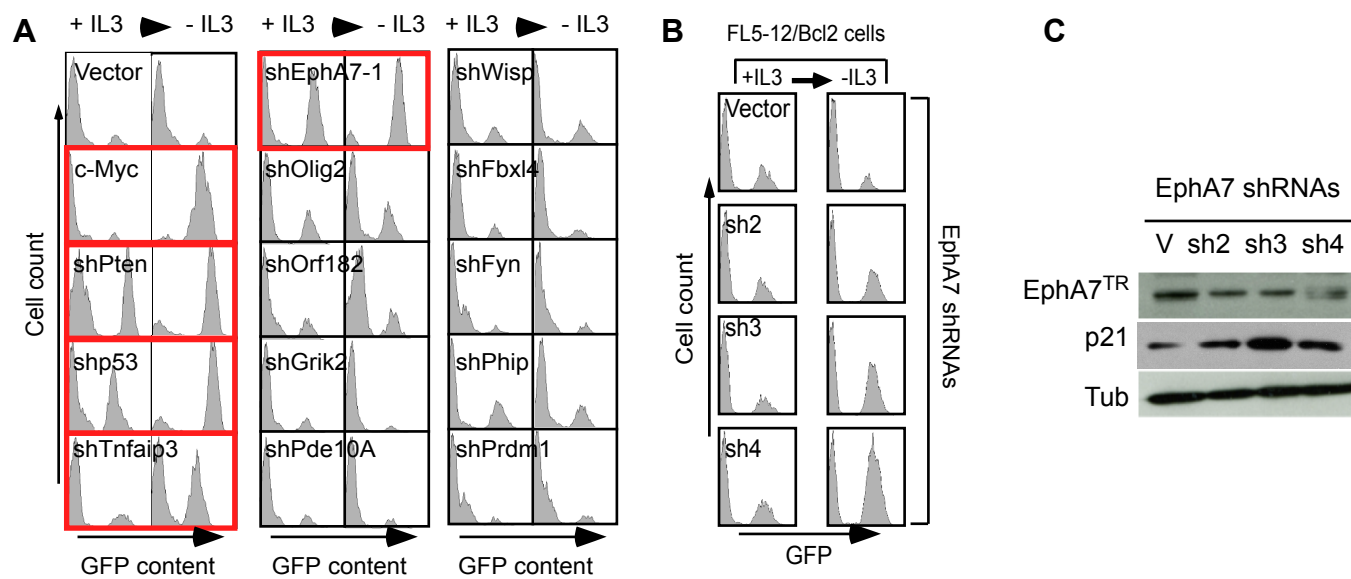 A
+ IL3 - IL3
+ IL3 - IL3
+ IL3 - IL3
Vector
c-Myc
shPten
shp53
shTnfaip3
shEphA7-1
shOlig2
shOrf182
shGrik2
shPde10A
shWisp
shFbxl4
shFyn
shPhip
shPrdm1
Cell count
GFP content
GFP content
GFP content
B
FL5-12/Bcl2 cells
+IL3 -IL3
Vector
sh2
sh3
sh4
Cell count
GFP
EphA7 shRNAs
C
EphA7 shRNAs
V sh2 sh3 sh4
EphA7TR
p21
Tub